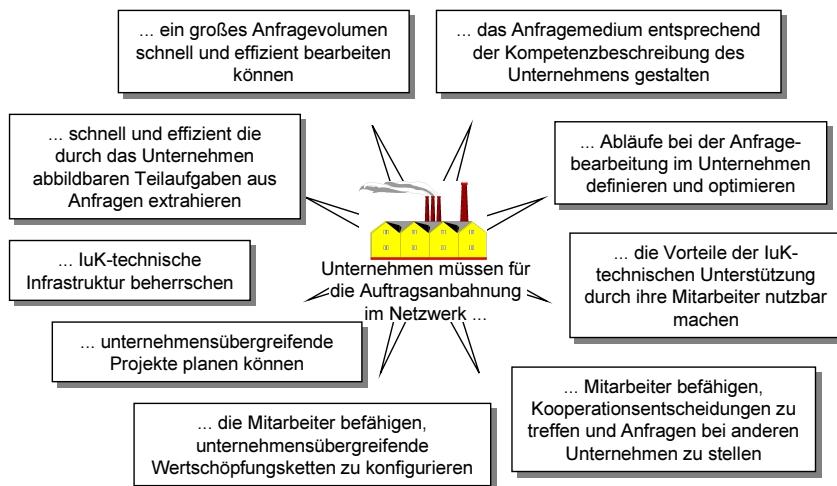 ... ein großes Anfragevolumen
schnell und effizient bearbeiten
können
... das Anfragemedium entsprechend
der Kompetenzbeschreibung des
Unternehmens gestalten
... schnell und effizient die
durch das Unternehmen
abbildbaren Teilaufgaben aus
Anfragen extrahieren
... Abläufe bei der Anfrage-
bearbeitung im Unternehmen
definieren und optimieren
... IuK-technische
Infrastruktur beherrschen
Unternehmen müssen für
die Auftragsanbahnung
im Netzwerk ...
... die Vorteile der IuK-
technischen Unterstützung
durch ihre Mitarbeiter nutzbar
machen
... unternehmensübergreifende
Projekte planen können
... die Mitarbeiter befähigen,
unternehmensübergreifende
Wertschöpfungsketten zu konfigurieren
... Mitarbeiter befähigen,
Kooperationsentscheidungen zu
treffen und Anfragen bei anderen
Unternehmen zu stellen